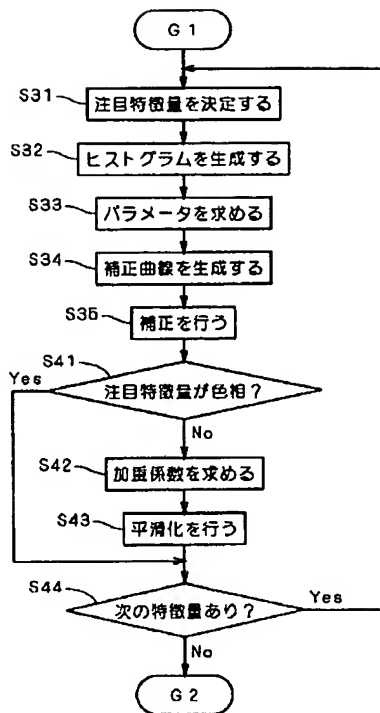 G1
S31
注目特徴量を決定する
S32
ヒストグラムを生成する
S33
パラメータを求める
S34
補正曲線を生成する
S35
補正を行う
S41
Yes
注目特徴量が色相?
No
S42
加重係数を求める
S43
平滑化を行う
S44
次の特徴量あり?
Yes
No
G2